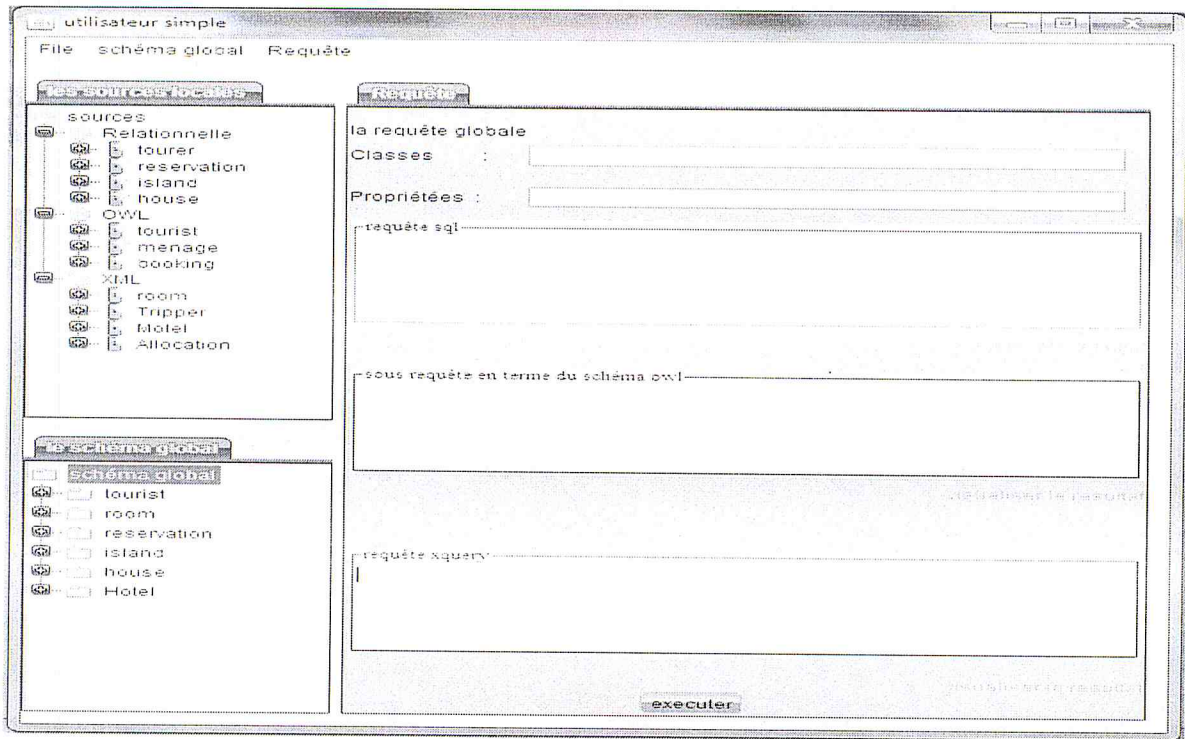 utilisateur simple
File schéma global Requête
les sources locales
sources
Relationnelle
tourer
reservation
island
house
OWL
tourist
menage
booking
XML
room
Tripper
Motel
Allocation
le schéma global
schéma global
tourist
room
reservation
island
house
Hotel
Requête
la requête globale
Classes :
Propriétées :
requête sql
sous requête en terme du schéma owl
requête xquery
executer